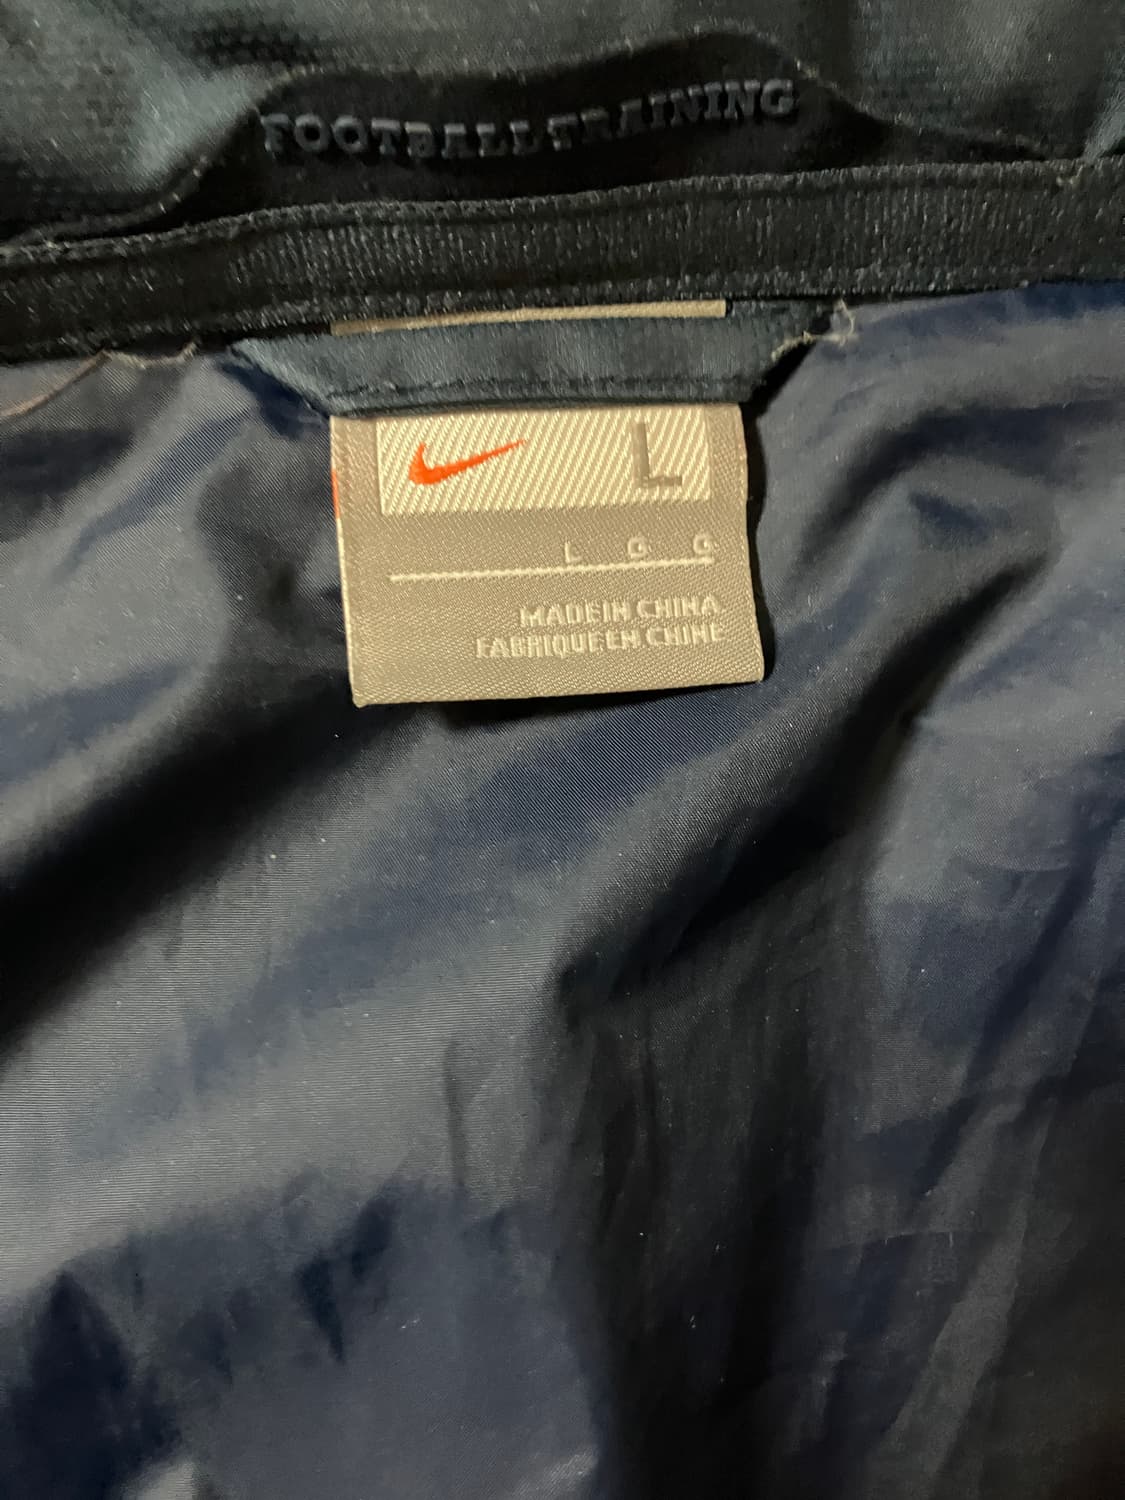 FOOTBALL TRAINING
L
L G G
MADE IN CHINA
FABRIQUE EN CHINE